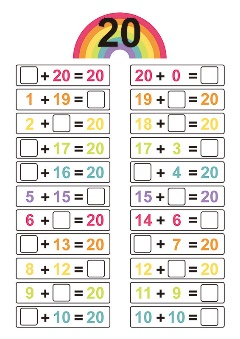 20
□ + 20 = 20
1 + 19 = □
2 + □ = 20
□ + 17 = 20
□ + 16 = 20
5 + 15 = □
6 + □ = 20
□ + 13 = 20
8 + 12 = □
9 + □ = 20
□ + 10 = 20
20 + 0 = □
19 + □ = 20
18 + □ = 20
17 + 3 = □
□ + 4 = 20
15 + □ = 20
14 + 6 = □
□ + 7 = 20
12 + □ = 20
11 + 9 = □
10 + 10 = □